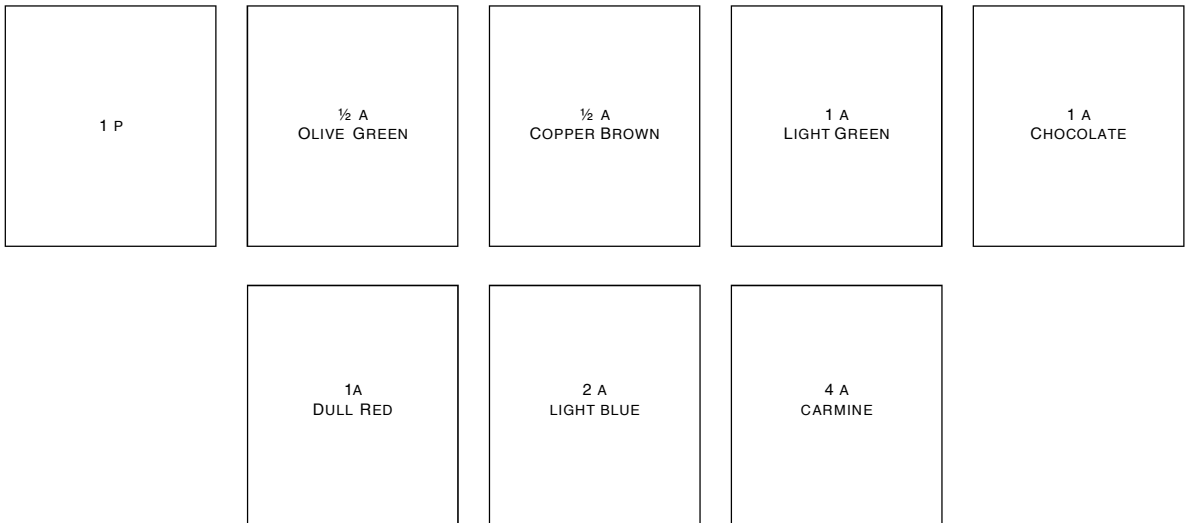 1 P
½ A
OLIVE GREEN
½ A
COPPER BROWN
1 A
LIGHT GREEN
1 A
CHOCOLATE
1A
DULL RED
2 A
LIGHT BLUE
4 A
CARMINE